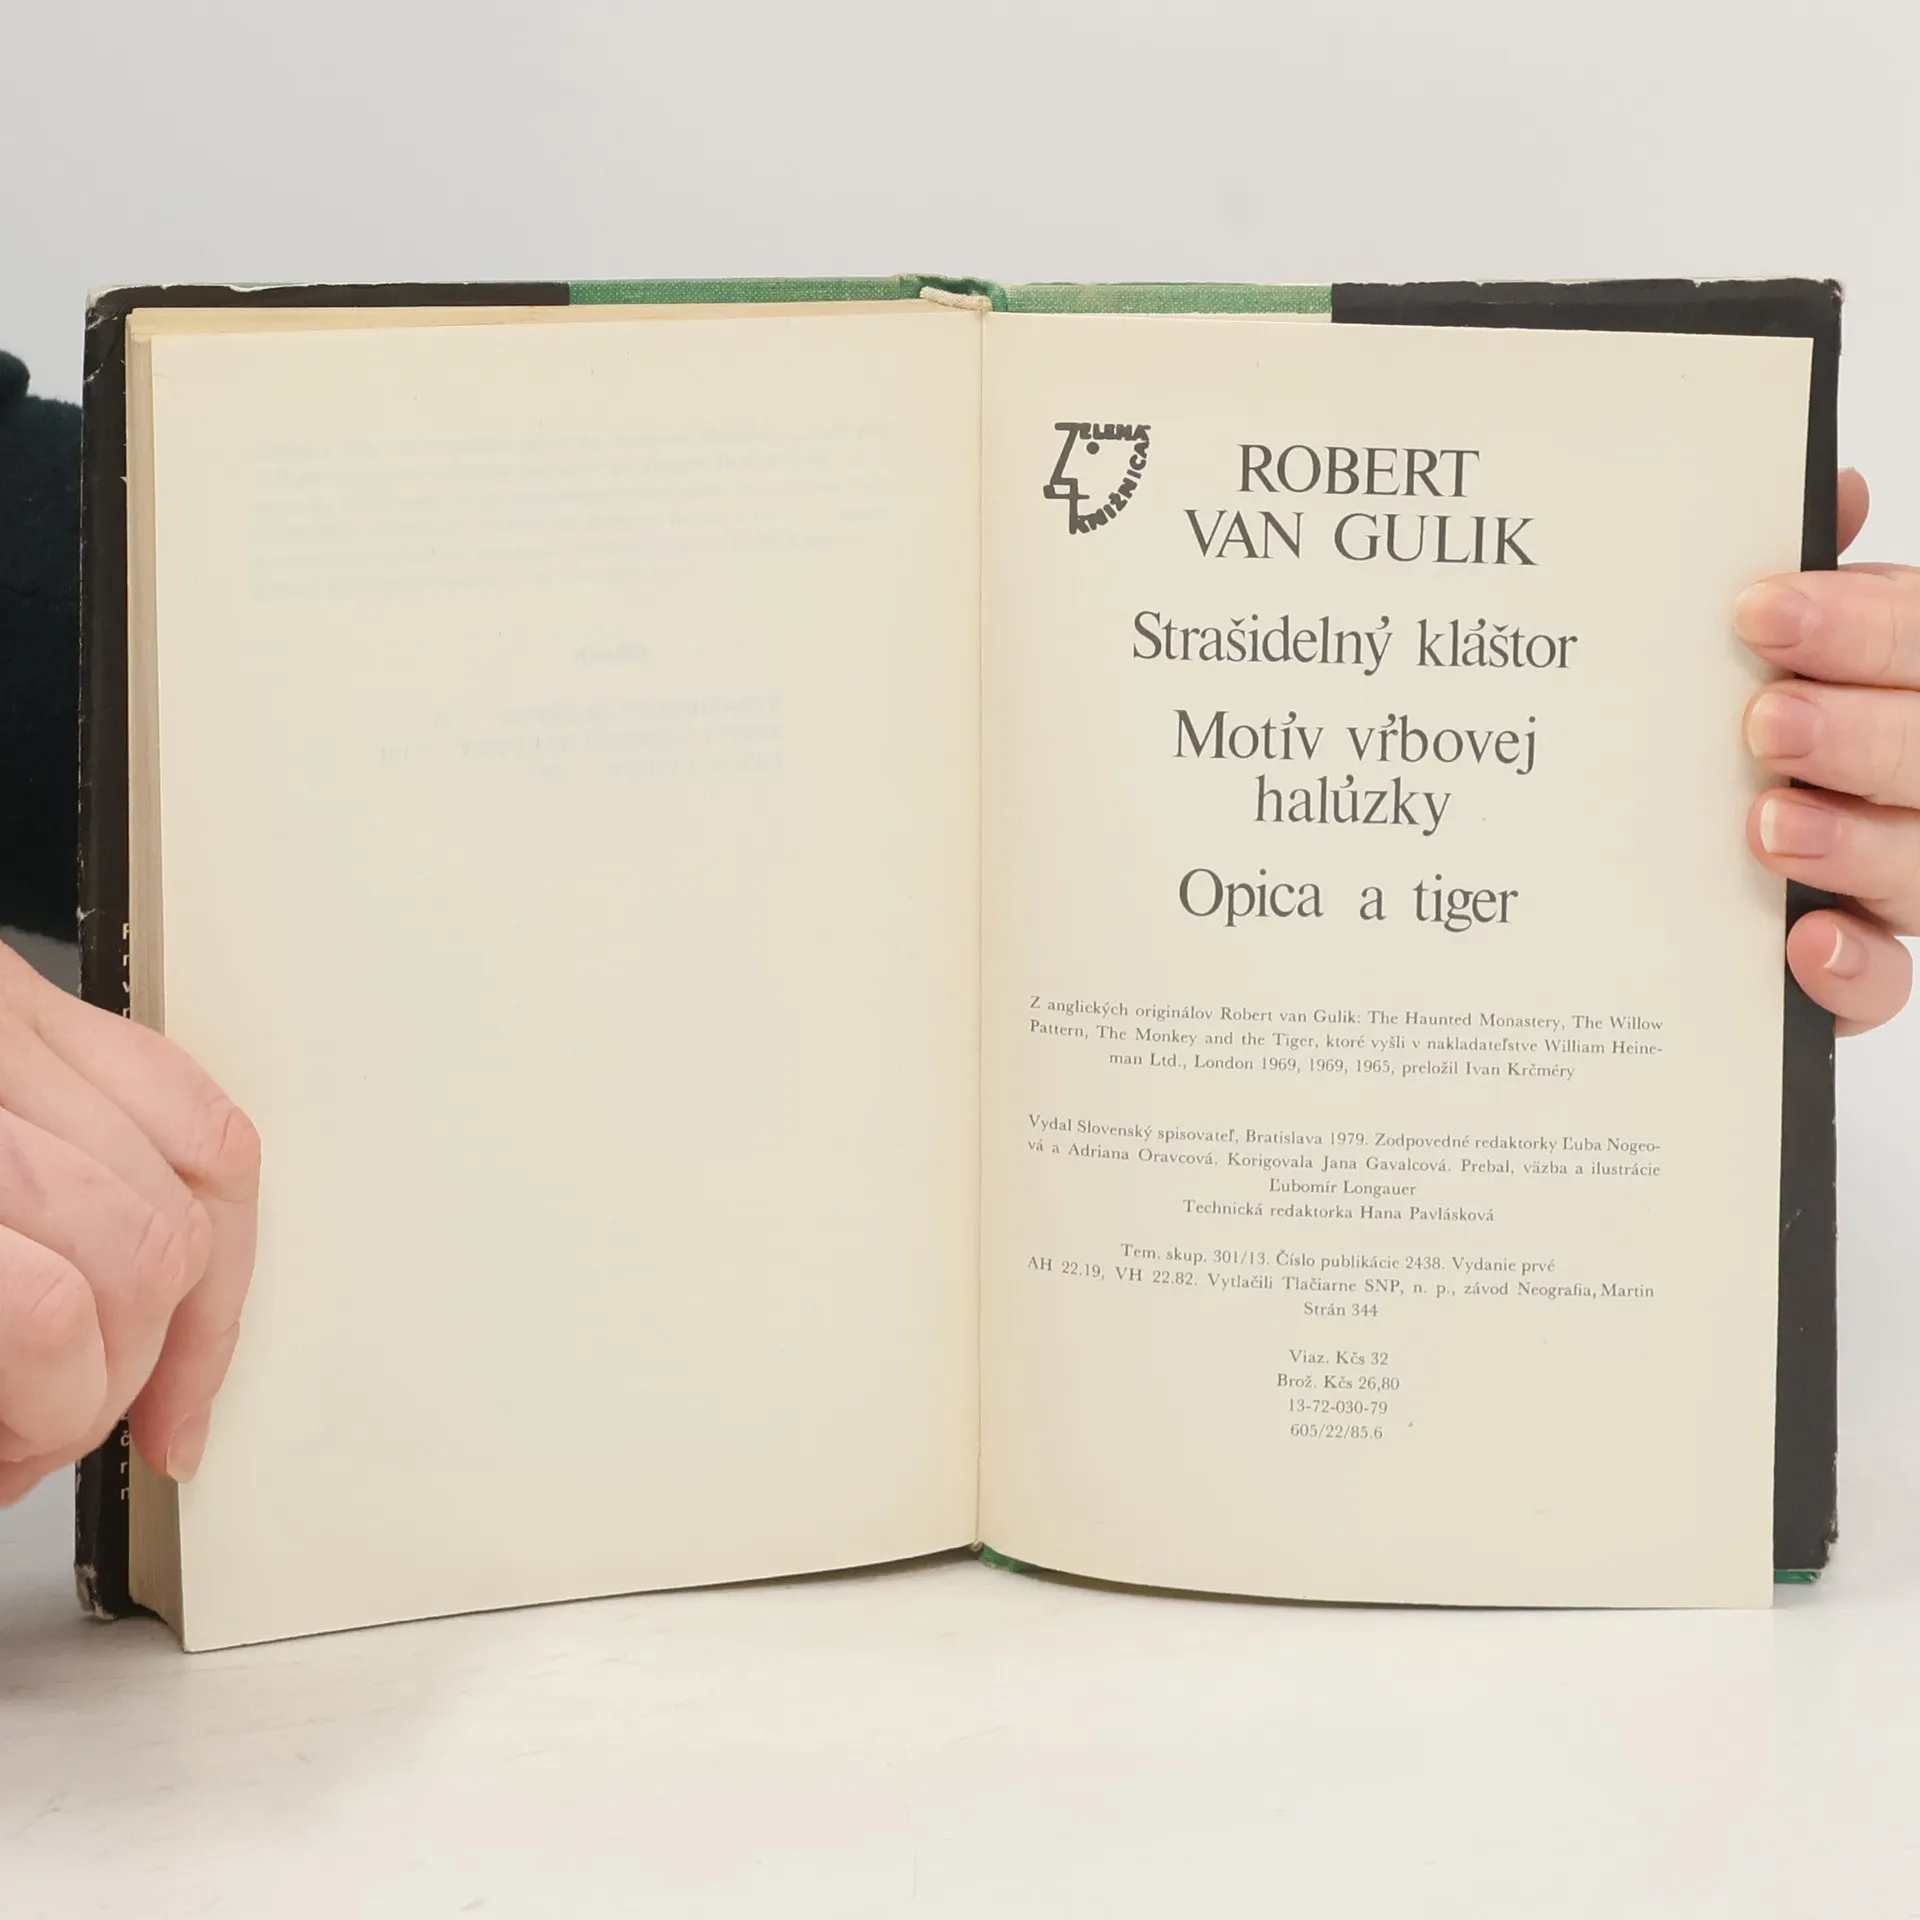 ZELENÁ
KNIŽNICA
ROBERT
VAN GULIK
Strašidelný kláštor
Motív vŕbovej
halúzky
Opica a tiger
Z anglických originálov Robert van Gulik: The Haunted Monastery, The Willow
Pattern, The Monkey and the Tiger, ktoré vyšli v nakladateľstve William Heine-
man Ltd., London 1969, 1969, 1965, preložil Ivan Krčméry
Vydal Slovenský spisovateľ, Bratislava 1979. Zodpovedné redaktorky Ľuba Nogeo-
vá a Adriana Oravcová. Korigovala Jana Gavalcová. Prebal, väzba a ilustrácie
Ľubomír Longauer
Technická redaktorka Hana Pavlásková
Tem. skup. 301/13. Číslo publikácie 2438. Vydanie prvé
AH 22.19, VH 22.82. Vytlačili Tlačiarne SNP, n. p., závod Neografia, Martin
Strán 344
Viaz. Kčs 32
Brož. Kčs 26,80
13-72-030-79
605/22/85.6